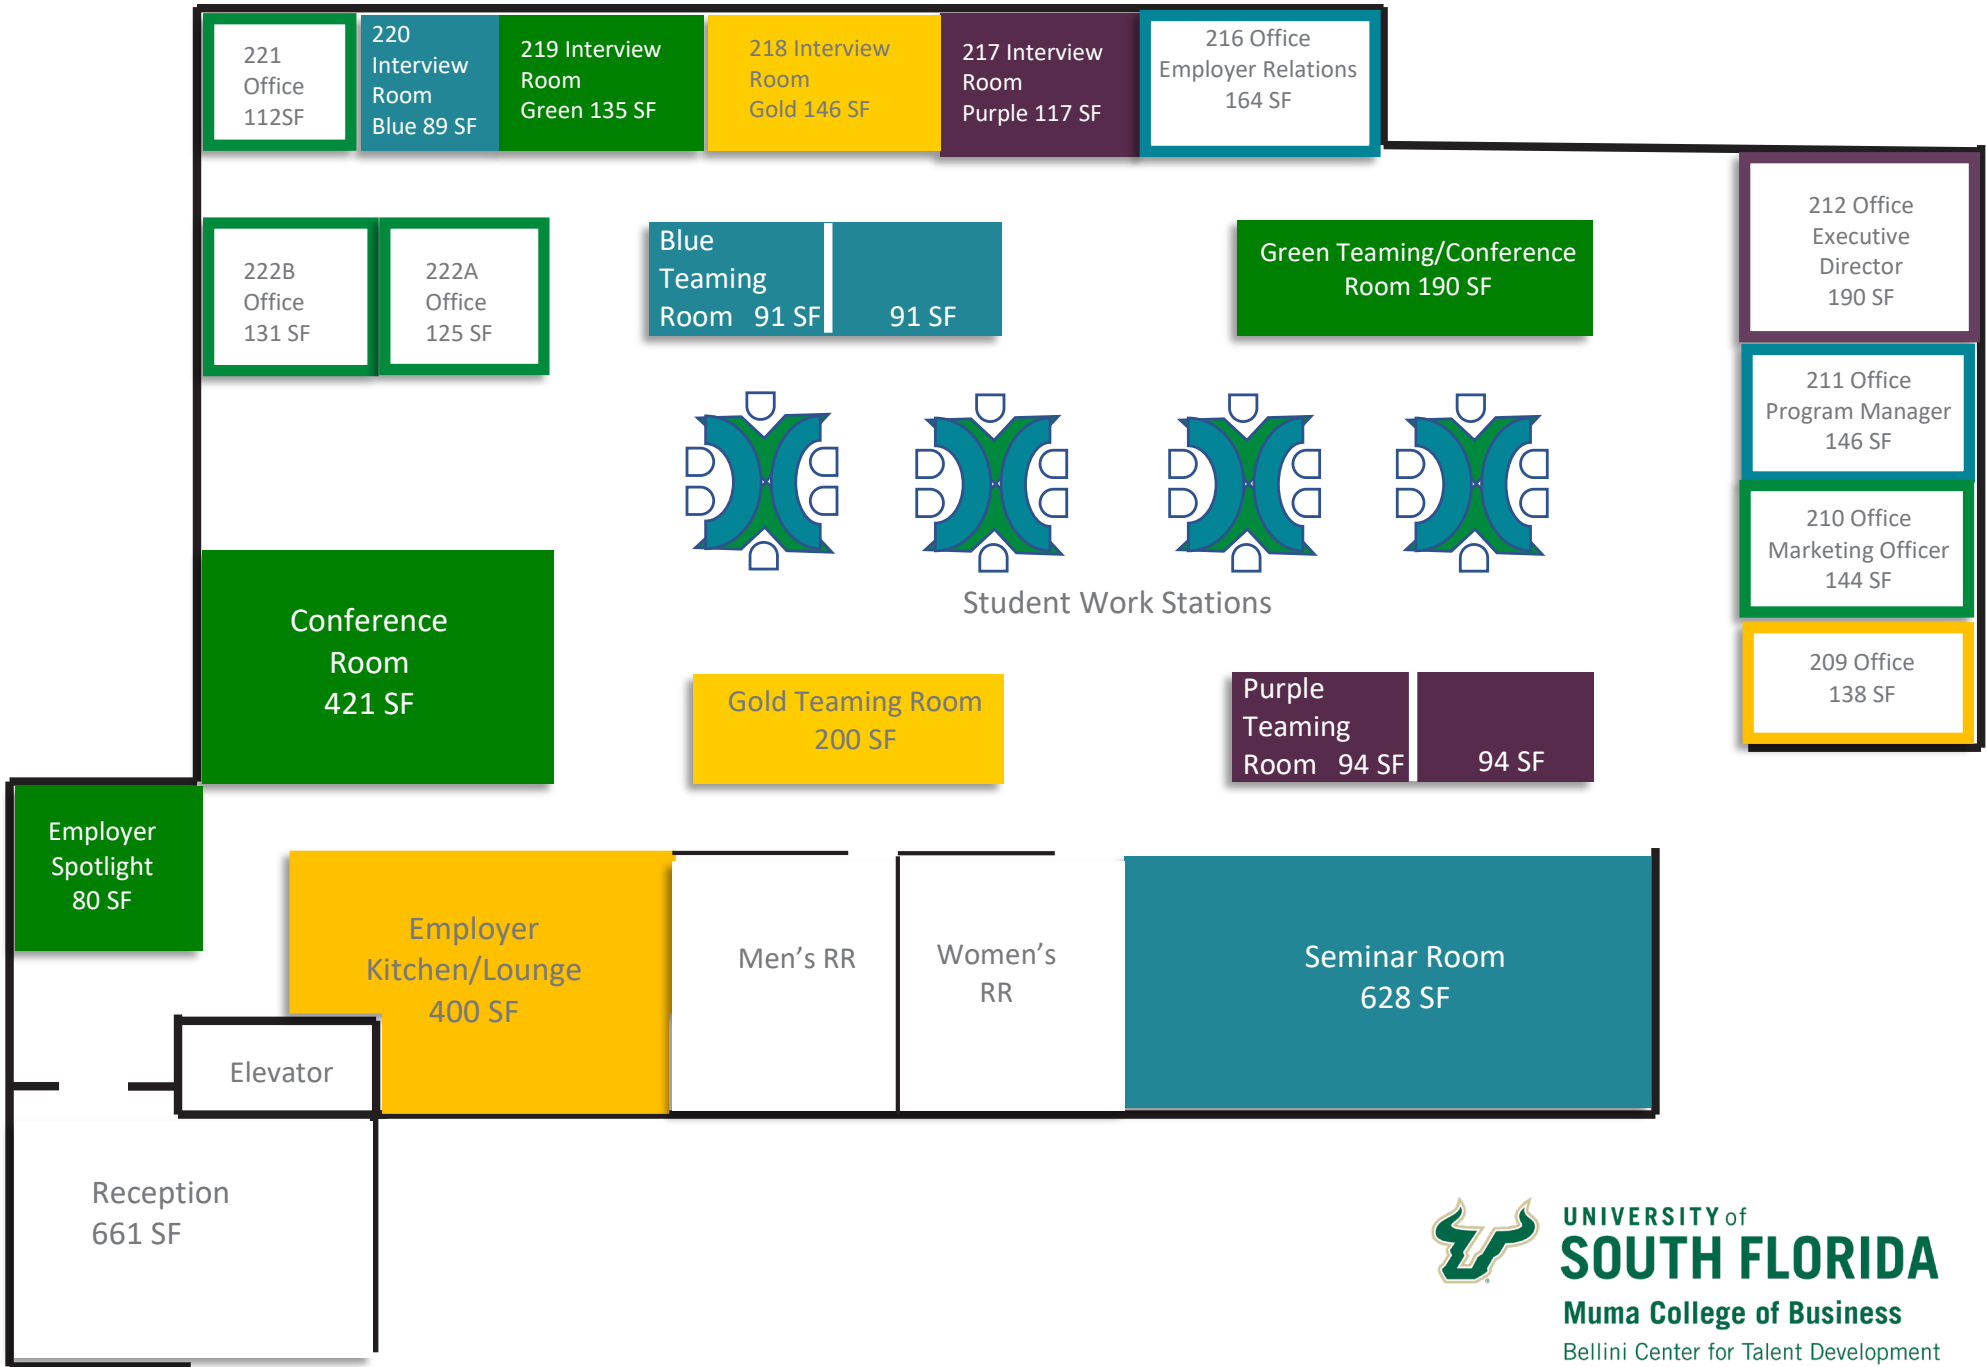 221
Office
112SF
220
Interview
Room
Blue 89 SF
219 Interview
Room
Green 135 SF
218 Interview
Room
Gold 146 SF
217 Interview
Room
Purple 117 SF
216 Office
Employer Relations
164 SF
212 Office
Executive
Director
190 SF
222B
Office
131 SF
222A
Office
125 SF
Blue
Teaming
Room 91 SF
91 SF
Green Teaming/Conference
Room 190 SF
211 Office
Program Manager
146 SF
210 Office
Marketing Officer
144 SF
209 Office
138 SF
Student Work Stations
Conference
Room
421 SF
Gold Teaming Room
200 SF
Purple
Teaming
Room 94 SF
94 SF
Employer
Spotlight
80 SF
Employer
Kitchen/Lounge
400 SF
Men’s RR
Women’s
RR
Seminar Room
628 SF
Elevator
Reception
661 SF
UNIVERSITY of
SOUTH FLORIDA
Muma College of Business
Bellini Center for Talent Development